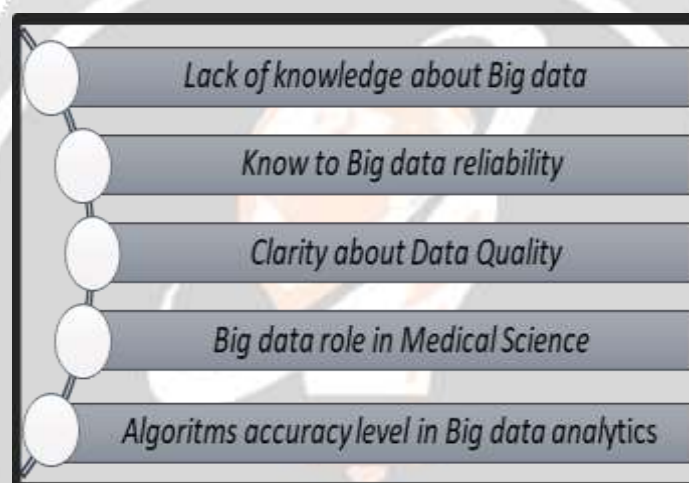 Lack of knowledge about Big data
Know to Big data reliability
Clarity about Data Quality
Big data role in Medical Science
Algoritms accuracy level in Big data analytics